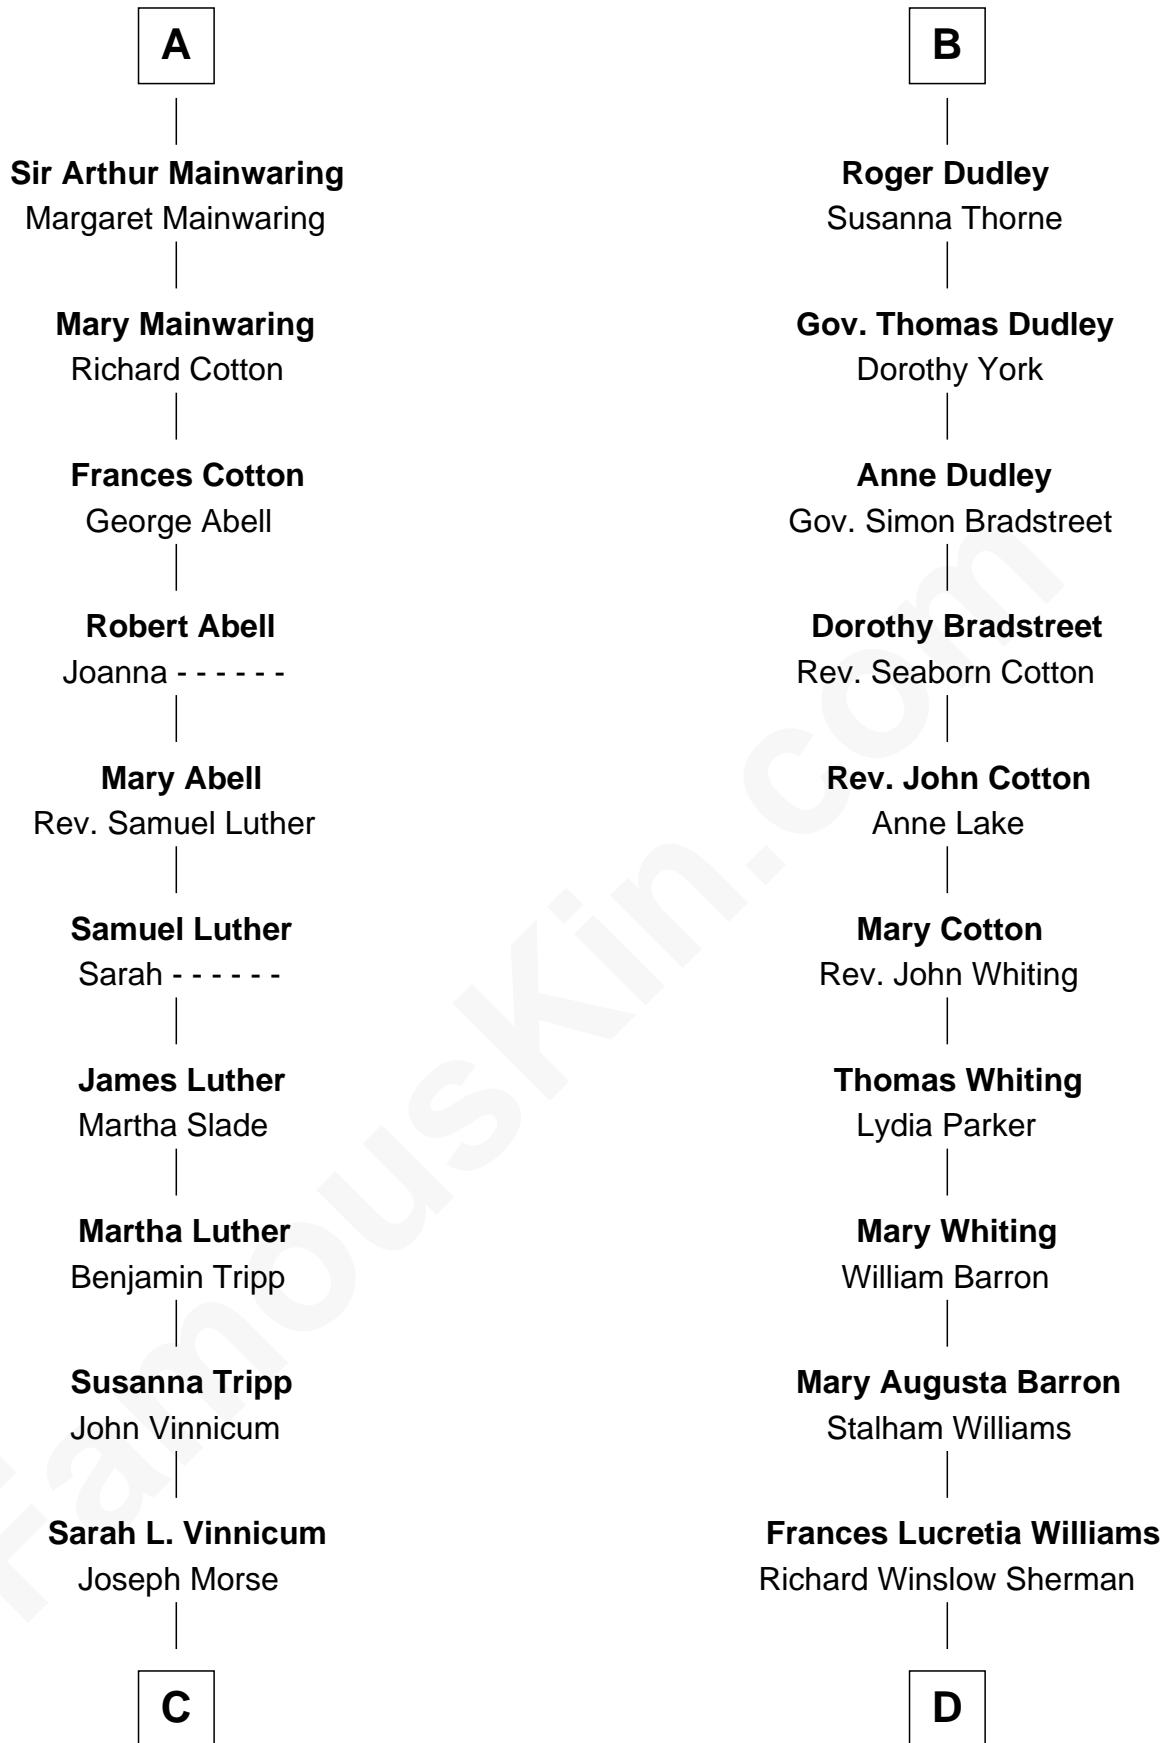 A
Sir Arthur Mainwaring
Margaret Mainwaring
Mary Mainwaring
Richard Cotton
Frances Cotton
George Abell
Robert Abell
Joanna - - - - - -
Mary Abell
Rev. Samuel Luther
Samuel Luther
Sarah - - - - - -
James Luther
Martha Slade
Martha Luther
Benjamin Tripp
Susanna Tripp
John Vinnicum
Sarah L. Vinnicum
Joseph Morse
C
B
Roger Dudley
Susanna Thorne
Gov. Thomas Dudley
Dorothy York
Anne Dudley
Gov. Simon Bradstreet
Dorothy Bradstreet
Rev. Seaborn Cotton
Rev. John Cotton
Anne Lake
Mary Cotton
Rev. John Whiting
Thomas Whiting
Lydia Parker
Mary Whiting
William Barron
Mary Augusta Barron
Stalham Williams
Frances Lucretia Williams
Richard Winslow Sherman
D
FamousKin.com